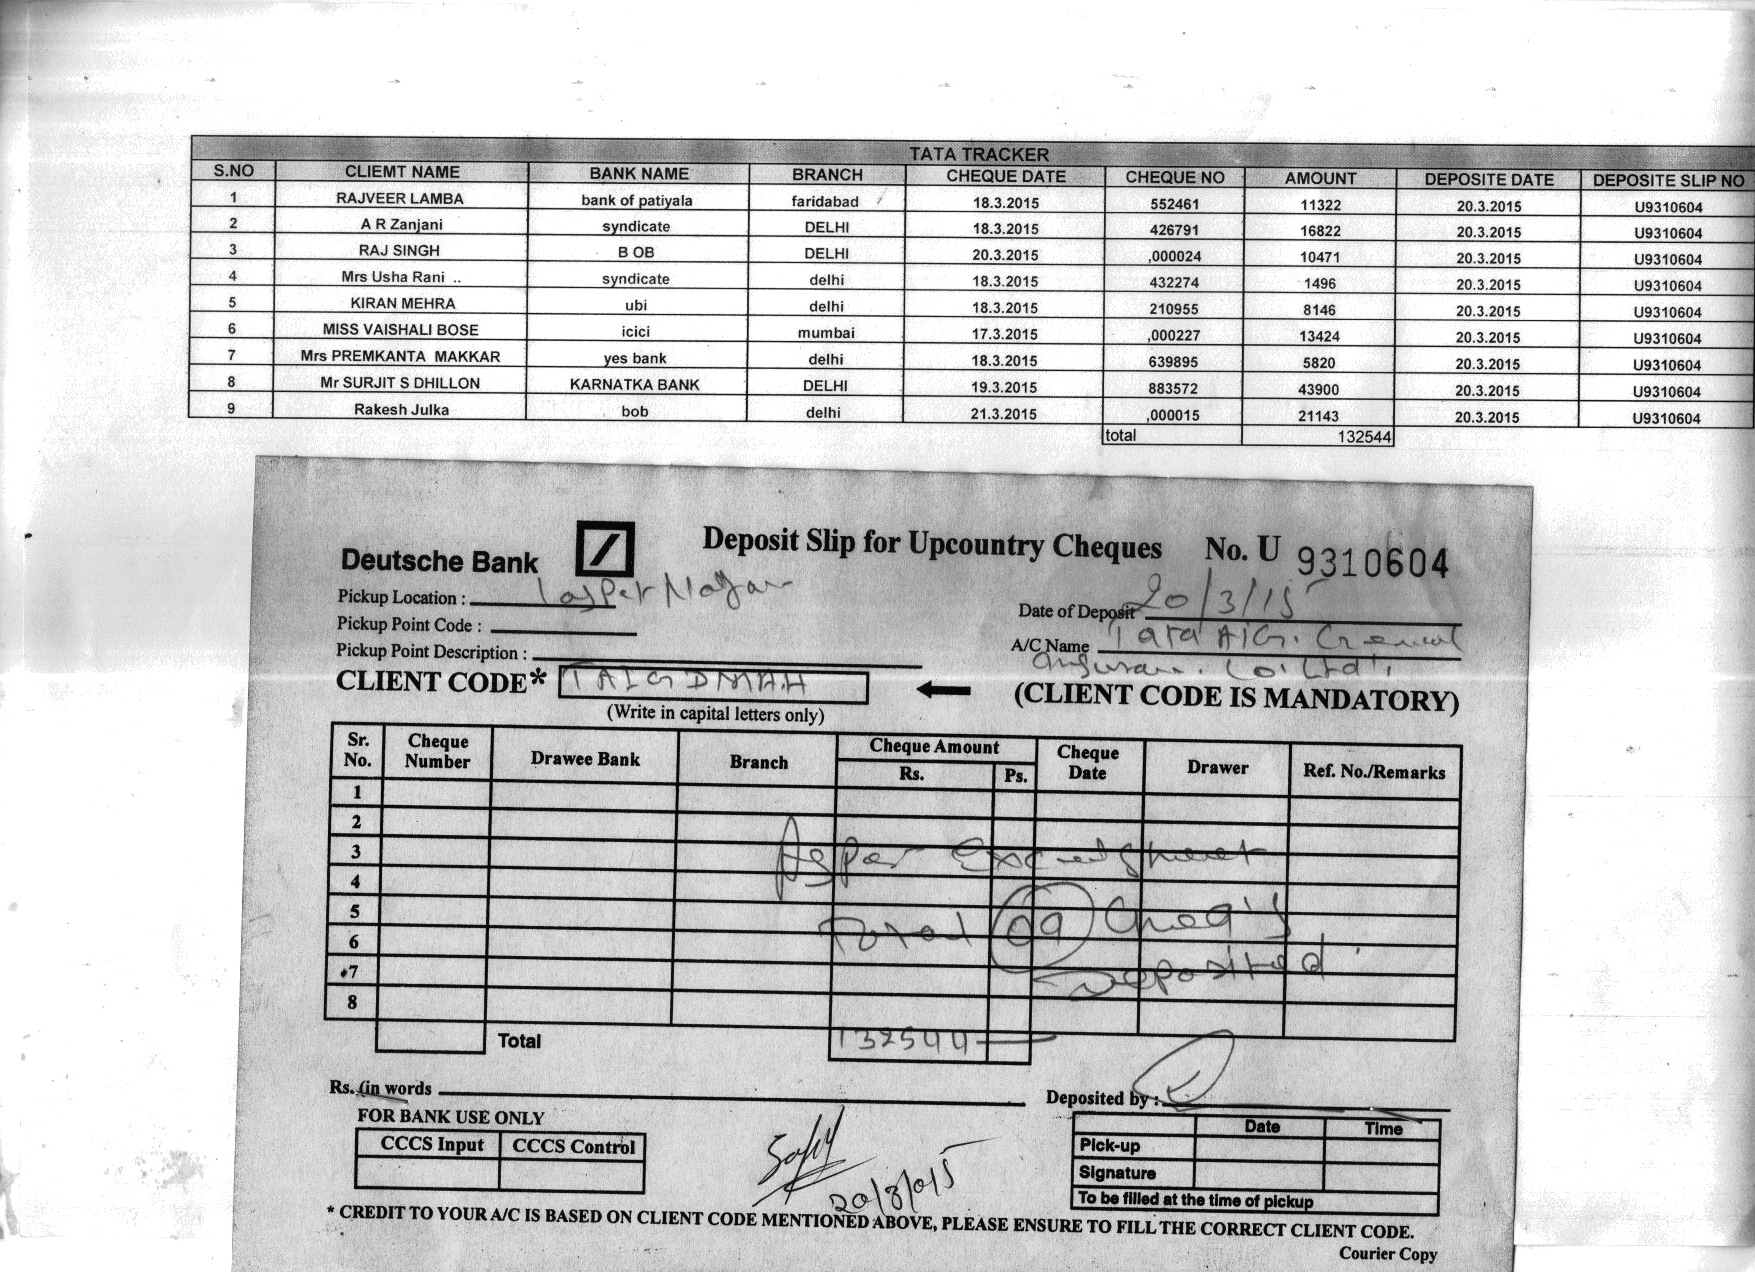 TATA TRACKER
S.NO CLIEMT NAME BANK NAME BRANCH CHEQUE DATE CHEQUE NO AMOUNT DEPOSITE DATE DEPOSITE SLIP NO
1 RAJVEER LAMBA bank of patiyala faridabad 18.3.2015 552461 11322 20.3.2015 U9310604
2 A R Zanjani syndicate DELHI 18.3.2015 426791 16822 20.3.2015 U9310604
3 RAJ SINGH B OB DELHI 20.3.2015 ,000024 10471 20.3.2015 U9310604
4 Mrs Usha Rani .. syndicate delhi 18.3.2015 432274 1496 20.3.2015 U9310604
5 KIRAN MEHRA ubi delhi 18.3.2015 210955 8146 20.3.2015 U9310604
6 MISS VAISHALI BOSE icici mumbai 17.3.2015 ,000227 13424 20.3.2015 U9310604
7 Mrs PREMKANTA MAKKAR yes bank delhi 18.3.2015 639895 5820 20.3.2015 U9310604
8 Mr SURJIT S DHILLON KARNATKA BANK DELHI 19.3.2015 883572 43900 20.3.2015 U9310604
9 Rakesh Julka bob delhi 21.3.2015 ,000015 21143 20.3.2015 U9310604
total 132544
Deutsche Bank Deposit Slip for Upcountry Cheques No. U 9310604
Pickup Location :
Date of Deposit 20/3/15
Pickup Point Code :
A/C Name Tata AIG.
Pickup Point Description : Co. Ltd.
CLIENT CODE* TAIGDMAH (CLIENT CODE IS MANDATORY)
(Write in capital letters only)
Sr. No. Cheque Number Drawee Bank Branch Cheque Amount Rs. Ps. Cheque Date Drawer Ref. No./Remarks
1
2
3 As per
4
5 Total 09 Cheq's
6
7 Deposited
8
Total 132544
Rs. (in words
Deposited by :
FOR BANK USE ONLY
CCCS Input CCCS Control
Date Time
Pick-up
Signature
To be filled at the time of pickup
* CREDIT TO YOUR A/C IS BASED ON CLIENT CODE MENTIONED ABOVE, PLEASE ENSURE TO FILL THE CORRECT CLIENT CODE.
Courier Copy